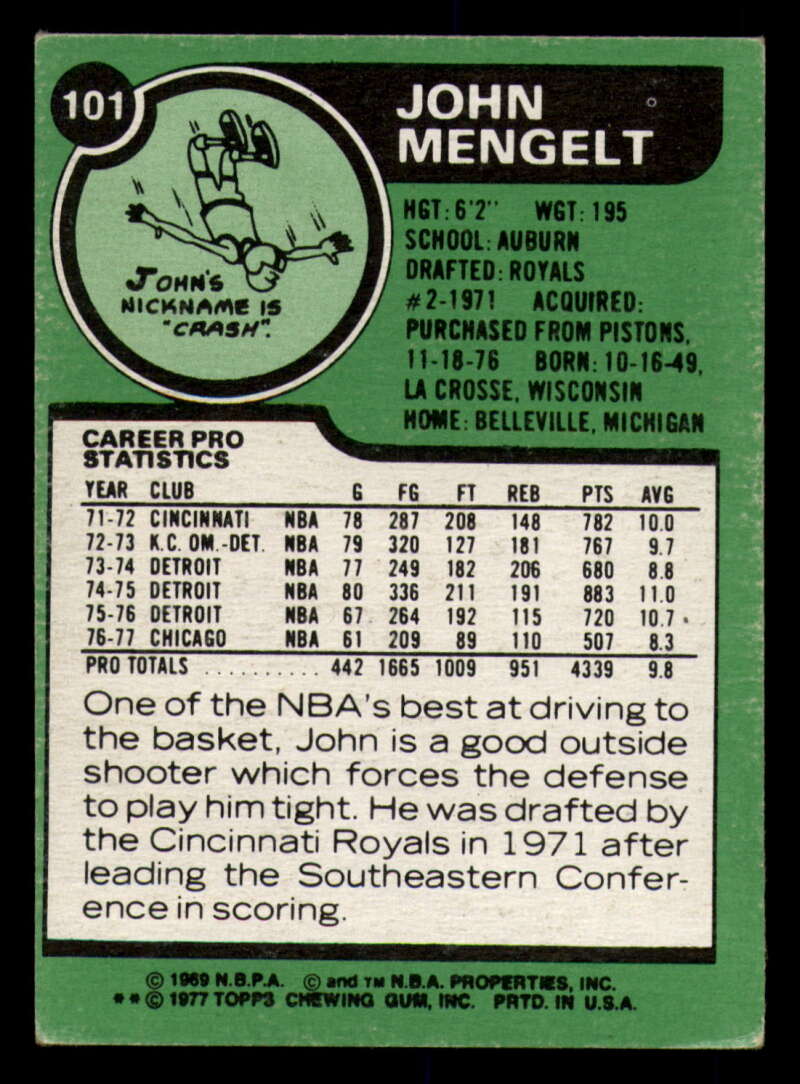 101
JOHN
MENGELT
JOHN'S
NICKNAME IS
"CRASH".
HGT: 6'2" WGT: 195
SCHOOL: AUBURN
DRAFTED: ROYALS
#2-1971 ACQUIRED:
PURCHASED FROM PISTONS,
11-18-76 BORN: 10-16-49,
LA CROSSE, WISCONSIN
HOME: BELLEVILLE, MICHIGAN
CAREER PRO
STATISTICS
YEAR CLUB G FG FT REB PTS AVG
71-72 CINCINNATI NBA 78 287 208 148 782 10.0
72-73 K.C. OM.-DET. NBA 79 320 127 181 767 9.7
73-74 DETROIT NBA 77 249 182 206 680 8.8
74-75 DETROIT NBA 80 336 211 191 883 11.0
75-76 DETROIT NBA 67 264 192 115 720 10.7
76-77 CHICAGO NBA 61 209 89 110 507 8.3
PRO TOTALS .......... 442 1665 1009 951 4339 9.8
One of the NBA's best at driving to
the basket, John is a good outside
shooter which forces the defense
to play him tight. He was drafted by
the Cincinnati Royals in 1971 after
leading the Southeastern Confer-
ence in scoring.
© 1969 N.B.P.A. © and TM N.B.A. PROPERTIES, INC.
** © 1977 TOPPS CHEWING GUM, INC. PRTD. IN U.S.A.